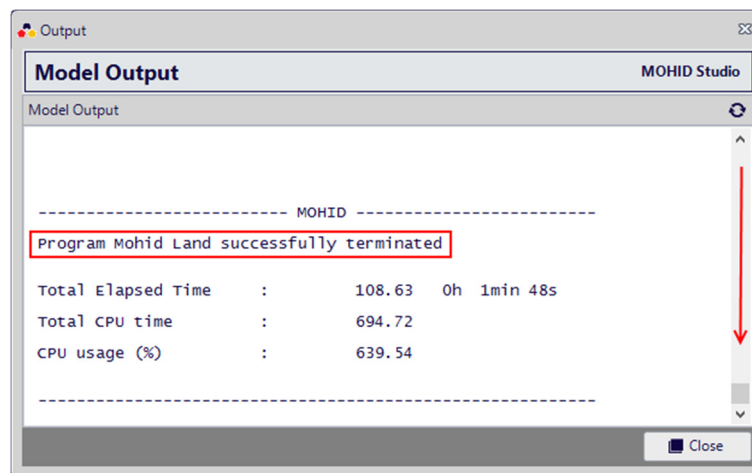 Output
Model Output MOHID Studio
Model Output
-------------------------- MOHID -------------------------
Program Mohid Land successfully terminated
Total Elapsed Time : 108.63 0h 1min 48s
Total CPU time : 694.72
CPU usage (%) : 639.54
----------------------------------------------------------
Close